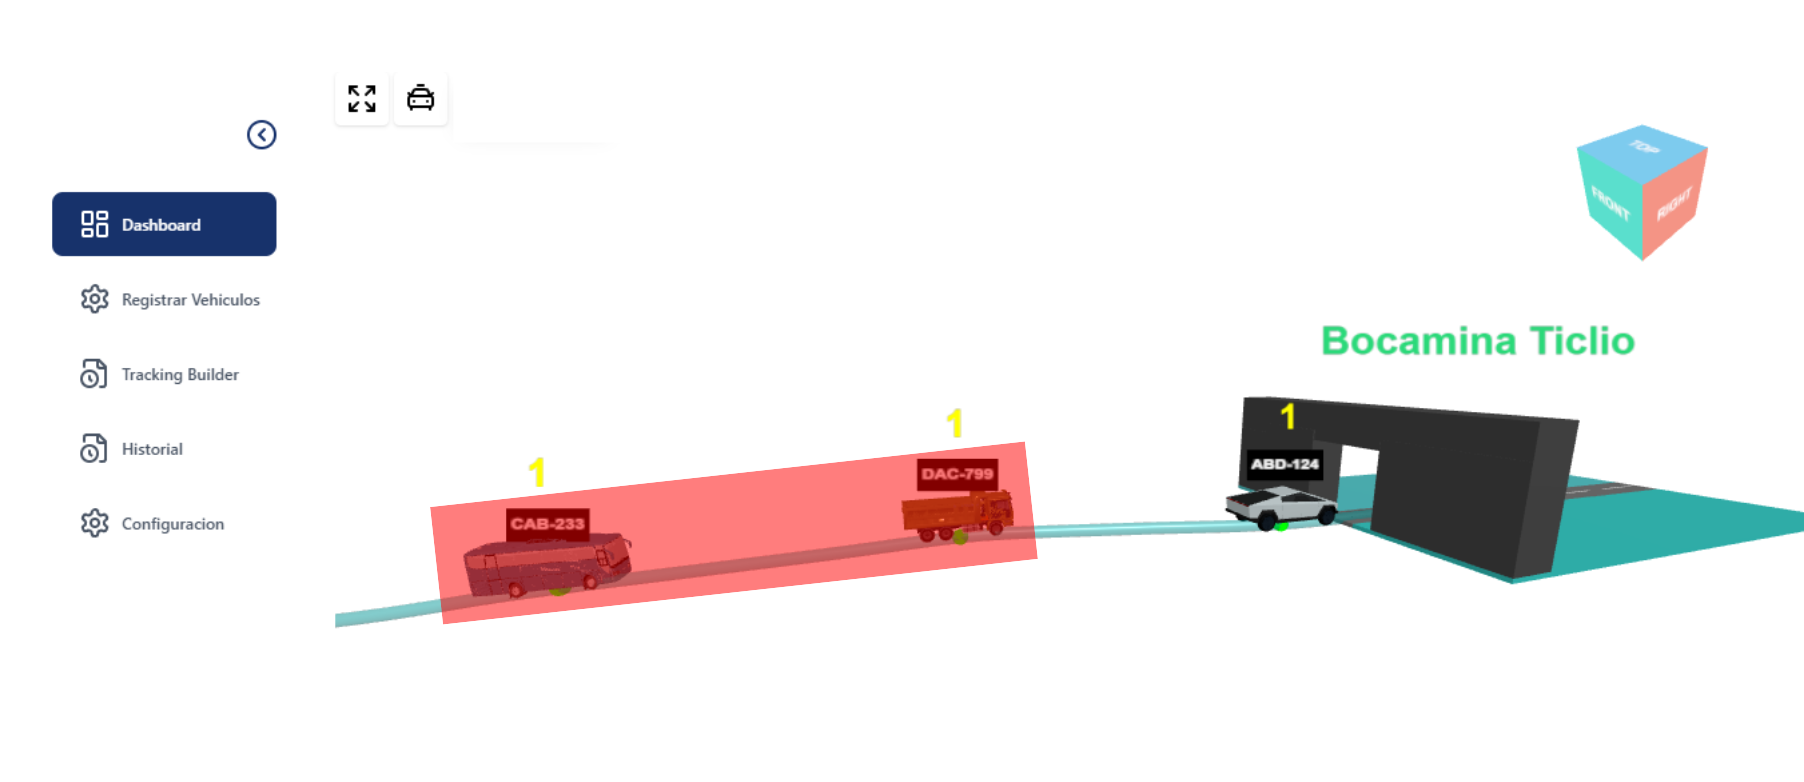 Dashboard
Registrar Vehiculos
Tracking Builder
Historial
Configuracion
TOP
FRONT
RIGHT
Bocamina Ticlio
1
ABD-124
1
DAC-799
1
CAB-233